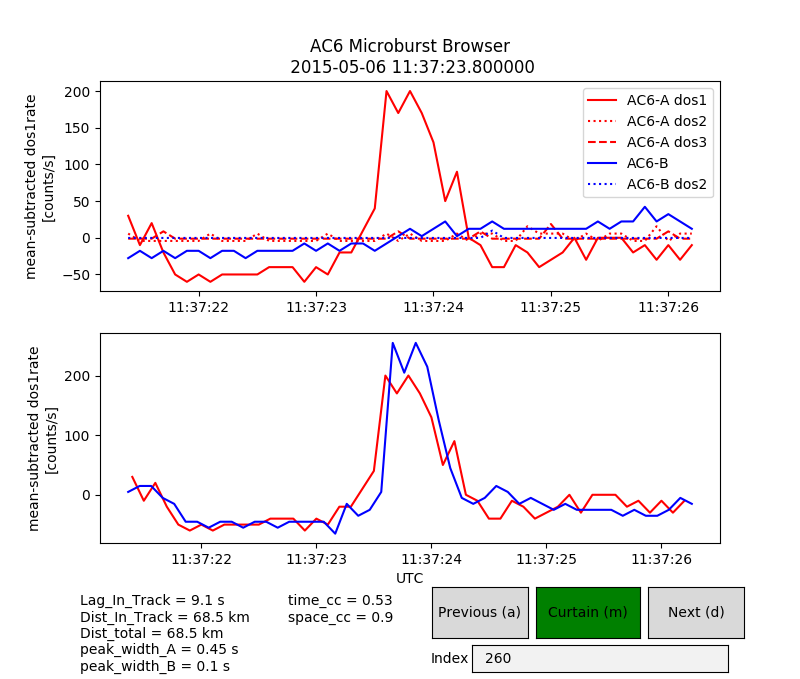 AC6 Microburst Browser
2015-05-06 11:37:23.800000
mean-subtracted dos1rate
[counts/s]
200
150
100
50
0
−50
AC6-A dos1
AC6-A dos2
AC6-A dos3
AC6-B
AC6-B dos2
11:37:22
11:37:23
11:37:24
11:37:25
11:37:26
mean-subtracted dos1rate
[counts/s]
200
100
0
11:37:22
11:37:23
11:37:24
11:37:25
11:37:26
UTC
Lag_In_Track = 9.1 s
Dist_In_Track = 68.5 km
Dist_total = 68.5 km
peak_width_A = 0.45 s
peak_width_B = 0.1 s
time_cc = 0.53
space_cc = 0.9
Previous (a)
Curtain (m)
Next (d)
Index
260